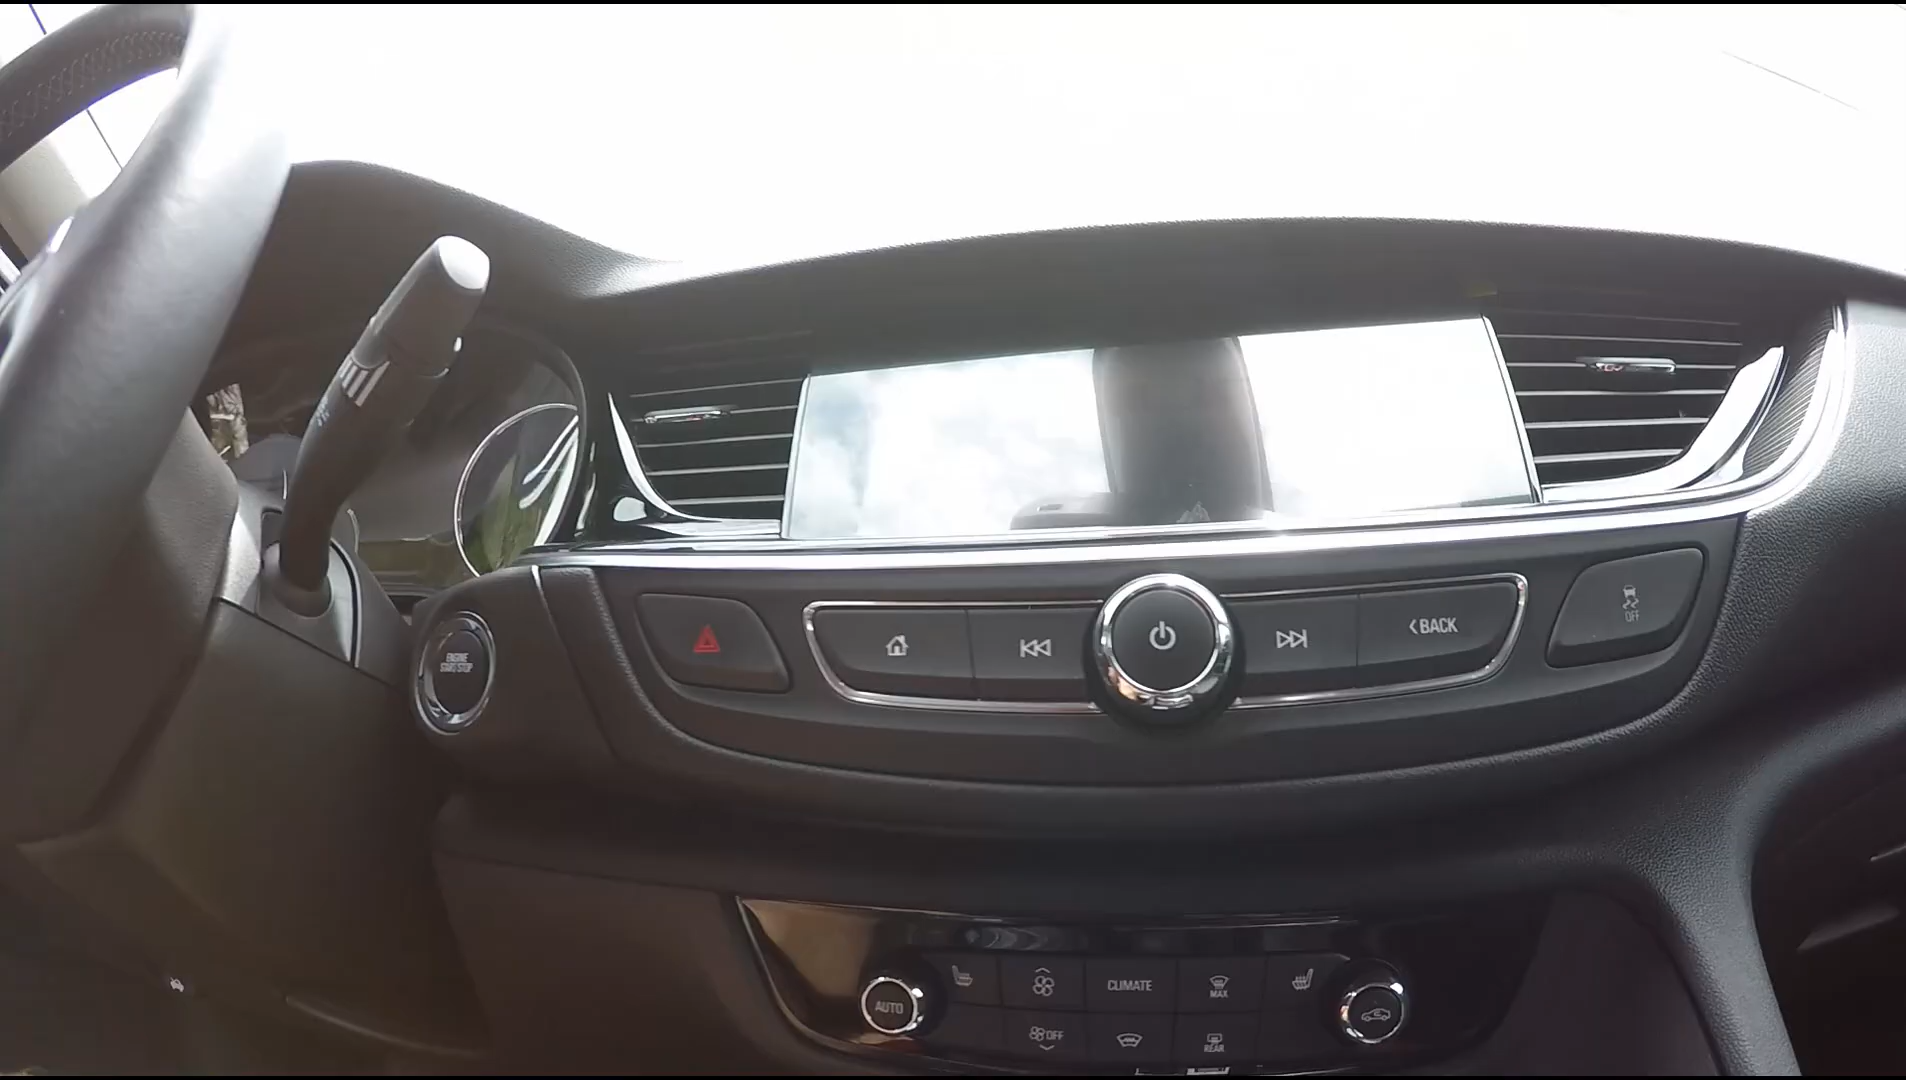 ENGINE
START/STOP
<BACK
OFF
AUTO
CLIMATE
MAX
OFF
REAR